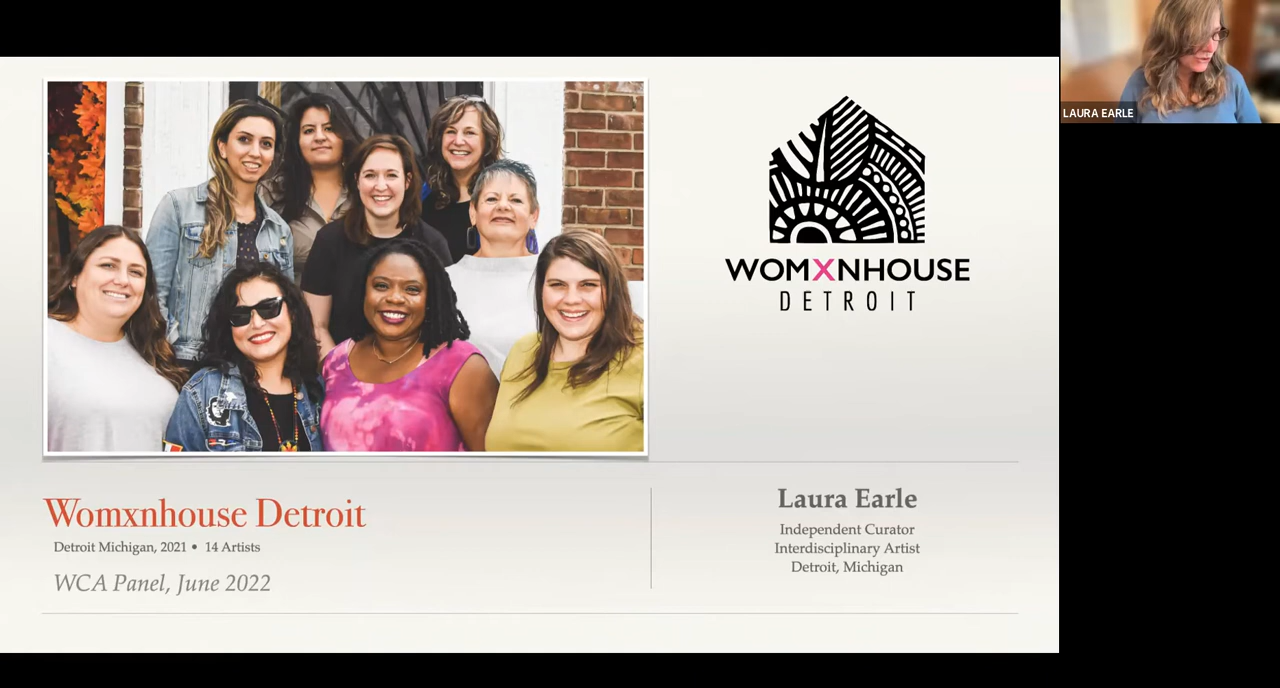 LAURA EARLE
WOMXNHOUSE
DETROIT
Womxnhouse Detroit
Detroit Michigan, 2021 • 14 Artists
WCA Panel, June 2022
Laura Earle
Independent Curator
Interdisciplinary Artist
Detroit, Michigan